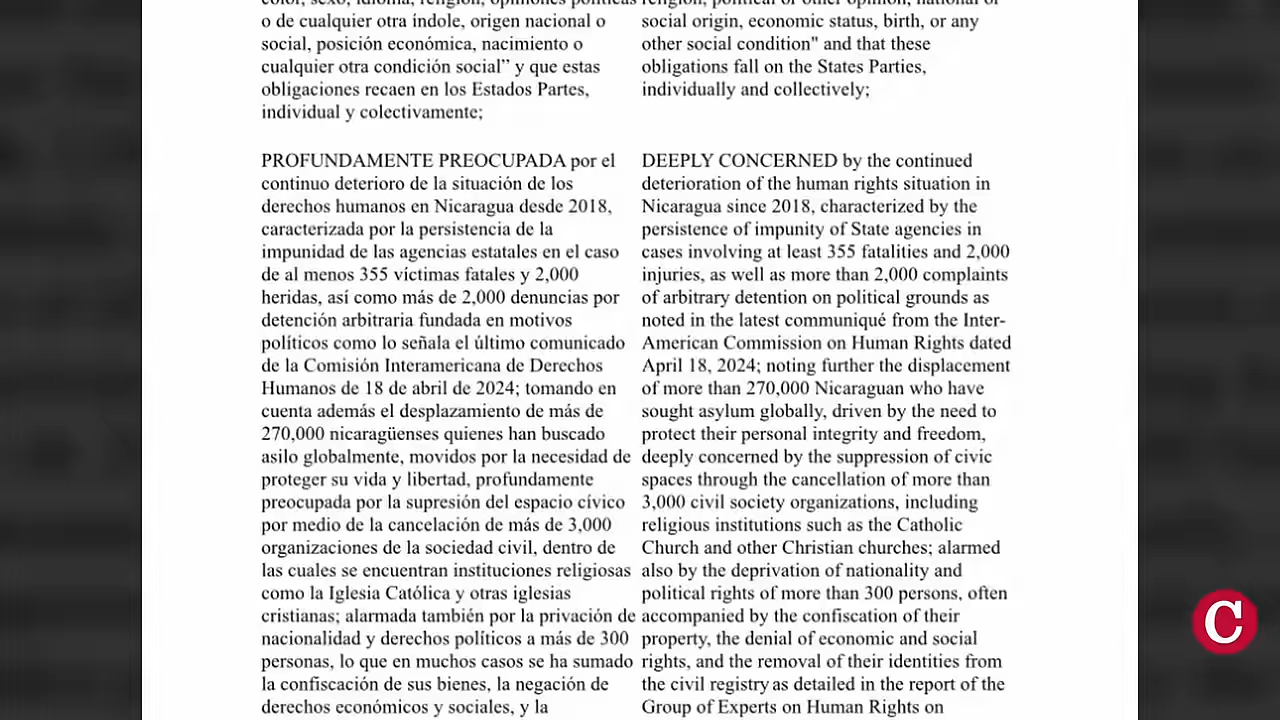 color, sexo, idioma, religión, opiniones políticas
o de cualquier otra índole, origen nacional o
social, posición económica, nacimiento o
cualquier otra condición social” y que estas
obligaciones recaen en los Estados Partes,
individual y colectivamente;
PROFUNDAMENTE PREOCUPADA por el
continuo deterioro de la situación de los
derechos humanos en Nicaragua desde 2018,
caracterizada por la persistencia de la
impunidad de las agencias estatales en el caso
de al menos 355 víctimas fatales y 2,000
heridas, así como más de 2,000 denuncias por
detención arbitraria fundada en motivos
políticos como lo señala el último comunicado
de la Comisión Interamericana de Derechos
Humanos de 18 de abril de 2024; tomando en
cuenta además el desplazamiento de más de
270,000 nicaragüenses quienes han buscado
asilo globalmente, movidos por la necesidad de
proteger su vida y libertad, profundamente
preocupada por la supresión del espacio cívico
por medio de la cancelación de más de 3,000
organizaciones de la sociedad civil, dentro de
las cuales se encuentran instituciones religiosas
como la Iglesia Católica y otras iglesias
cristianas; alarmada también por la privación de
nacionalidad y derechos políticos a más de 300
personas, lo que en muchos casos se ha sumado
la confiscación de sus bienes, la negación de
derechos económicos y sociales, y la
religion, political or other opinion, national or
social origin, economic status, birth, or any
other social condition" and that these
obligations fall on the States Parties,
individually and collectively;
DEEPLY CONCERNED by the continued
deterioration of the human rights situation in
Nicaragua since 2018, characterized by the
persistence of impunity of State agencies in
cases involving at least 355 fatalities and 2,000
injuries, as well as more than 2,000 complaints
of arbitrary detention on political grounds as
noted in the latest communiqué from the Inter-
American Commission on Human Rights dated
April 18, 2024; noting further the displacement
of more than 270,000 Nicaraguan who have
sought asylum globally, driven by the need to
protect their personal integrity and freedom,
deeply concerned by the suppression of civic
spaces through the cancellation of more than
3,000 civil society organizations, including
religious institutions such as the Catholic
Church and other Christian churches; alarmed
also by the deprivation of nationality and
political rights of more than 300 persons, often
accompanied by the confiscation of their
property, the denial of economic and social
rights, and the removal of their identities from
the civil registry as detailed in the report of the
Group of Experts on Human Rights on
C